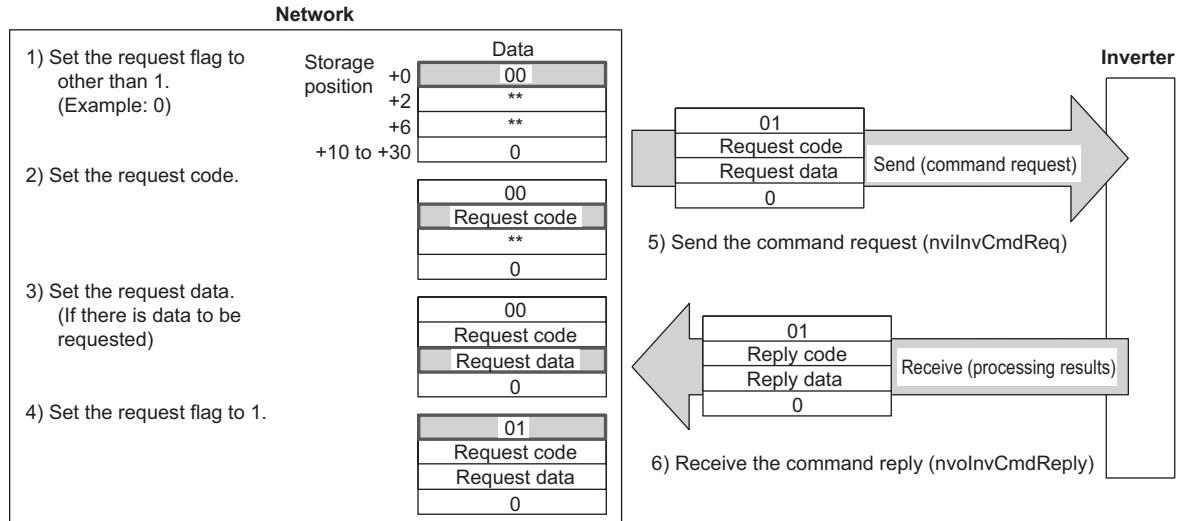 Network
1) Set the request flag to
other than 1.
(Example: 0)
Storage
position
Data
+0
00
+2
**
+6
**
+10 to +30
0
2) Set the request code.
00
Request code
**
0
3) Set the request data.
(If there is data to be
requested)
00
Request code
Request data
0
4) Set the request flag to 1.
01
Request code
Request data
0
Inverter
01
Request code
Request data
0
Send (command request)
5) Send the command request (nviInvCmdReq)
01
Reply code
Reply data
0
Receive (processing results)
6) Receive the command reply (nvoInvCmdReply)